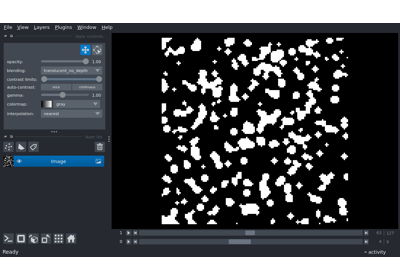 File View Layers Plugins Window Help
opacity: 1.00
blending: translucent_no_depth
contrast limits:
auto-contrast: once continuous
gamma: 1.00
colormap: gray
interpolation: nearest
Image
1
0
Ready
activity